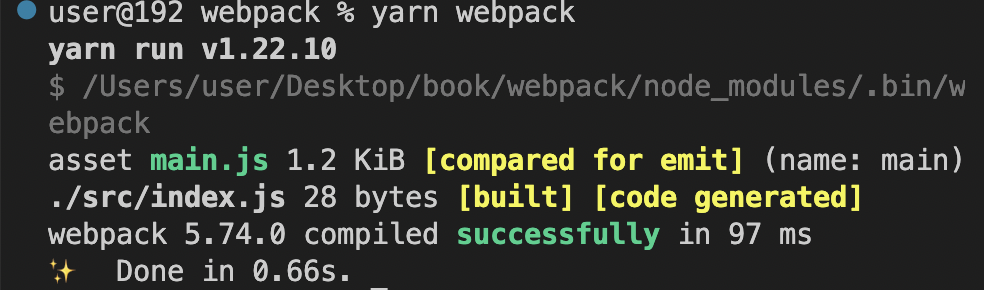 user@192 webpack % yarn webpack
yarn run v1.22.10
$ /Users/user/Desktop/book/webpack/node_modules/.bin/w
ebpack
asset main.js 1.2 KiB [compared for emit] (name: main)
./src/index.js 28 bytes [built] [code generated]
webpack 5.74.0 compiled successfully in 97 ms
✨  Done in 0.66s.